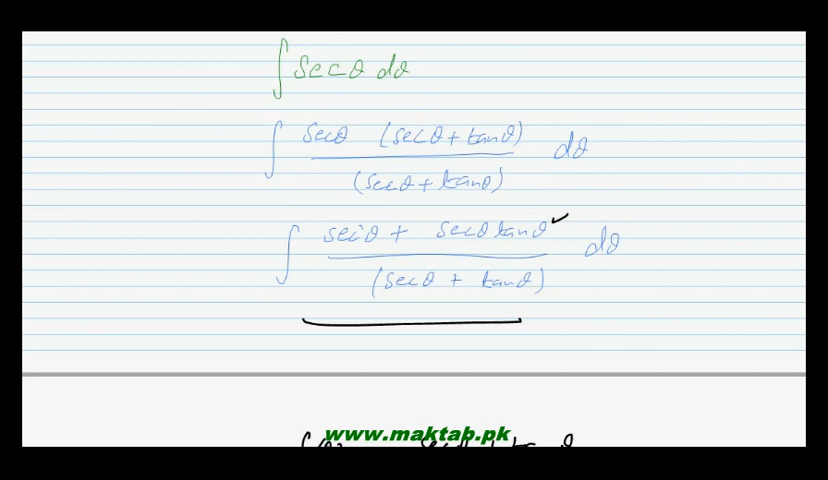 ∫ secθ dθ
∫ secθ (secθ + tanθ) / (secθ + tanθ) dθ
∫ sec²θ + secθ tanθ / (secθ + tanθ) dθ
www.maktab.pk